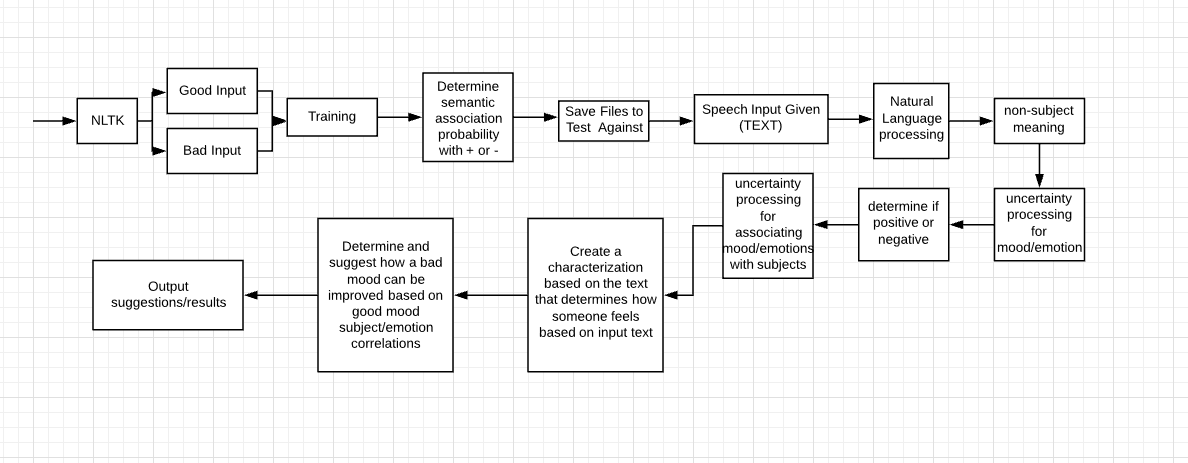 NLTK
Good Input
Bad Input
Training
Determine
semantic
association
probability
with + or -
Save Files to
Test Against
Speech Input Given
(TEXT)
Natural
Language
processing
non-subject
meaning
uncertainty
processing
for
mood/emotion
determine if
positive or
negative
uncertainty
processing
for
associating
mood/emotions
with subjects
Create a
characterization
based on the text
that determines how
someone feels
based on input text
Determine and
suggest how a bad
mood can be
improved based on
good mood
subject/emotion
correlations
Output
suggestions/results